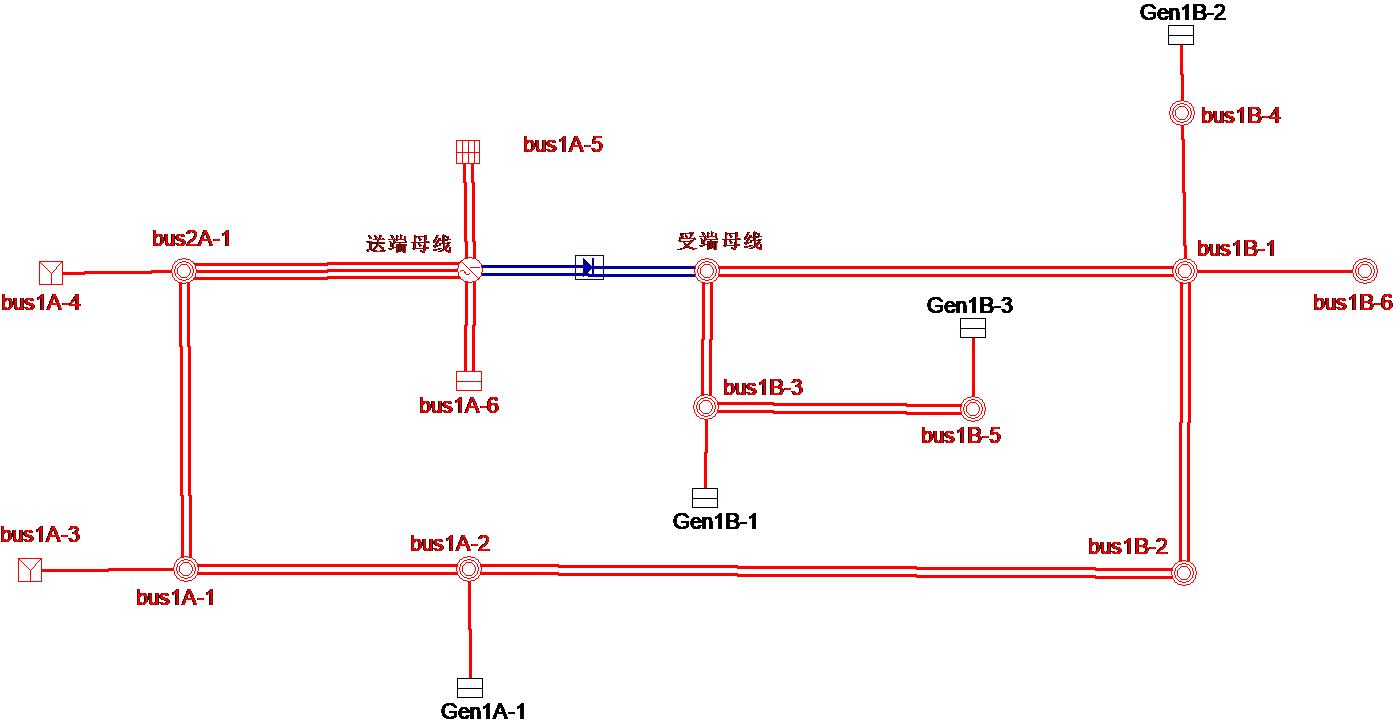 Gen1B-2
bus1B-4
bus1A-5
bus2A-1
送端母线
受端母线
bus1B-1
bus1A-4
Gen1B-3
bus1B-6
bus1B-3
bus1A-6
bus1B-5
Gen1B-1
bus1A-3
bus1A-2
bus1B-2
bus1A-1
Gen1A-1